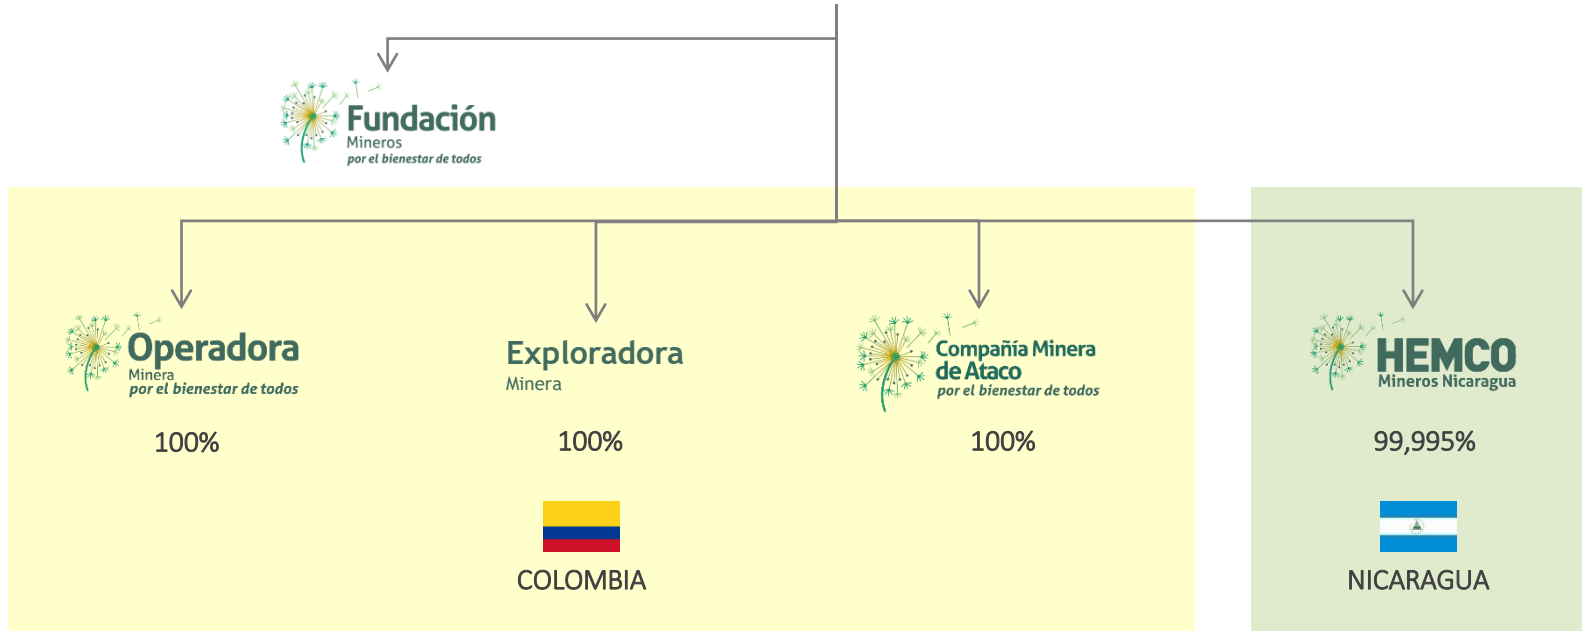 Fundación
Mineros
por el bienestar de todos
Operadora
Minera
por el bienestar de todos
100%
Exploradora
Minera
100%
Compañía Minera
de Ataco
por el bienestar de todos
100%
HEMCO
Mineros Nicaragua
99,995%
COLOMBIA
NICARAGUA